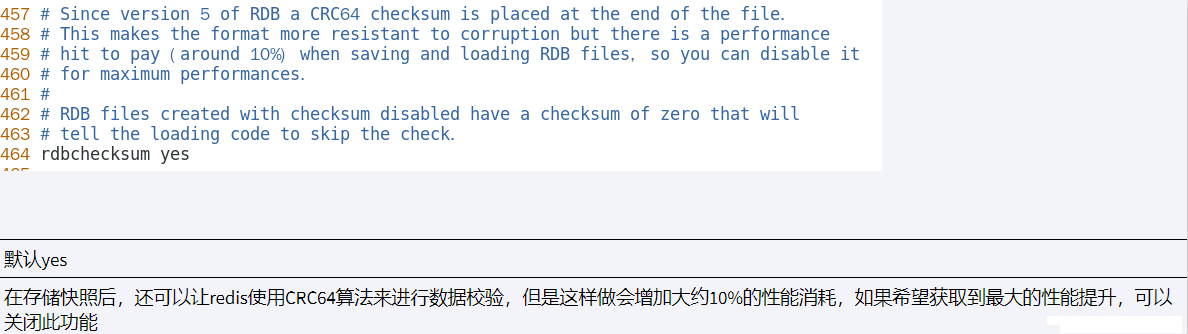 457 # Since version 5 of RDB a CRC64 checksum is placed at the end of the file.
458 # This makes the format more resistant to corruption but there is a performance
459 # hit to pay (around 10%) when saving and loading RDB files, so you can disable it
460 # for maximum performances.
461 #
462 # RDB files created with checksum disabled have a checksum of zero that will
463 # tell the loading code to skip the check.
464 rdbchecksum yes
默认yes
在存储快照后，还可以让redis使用CRC64算法来进行数据校验，但是这样做会增加大约10%的性能消耗，如果希望获取到最大的性能提升，可以
关闭此功能